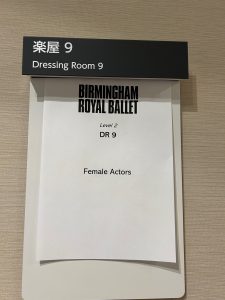 楽屋 9
Dressing Room 9
BIRMINGHAM
ROYAL BALLET
Level 2
DR 9
Female Actors